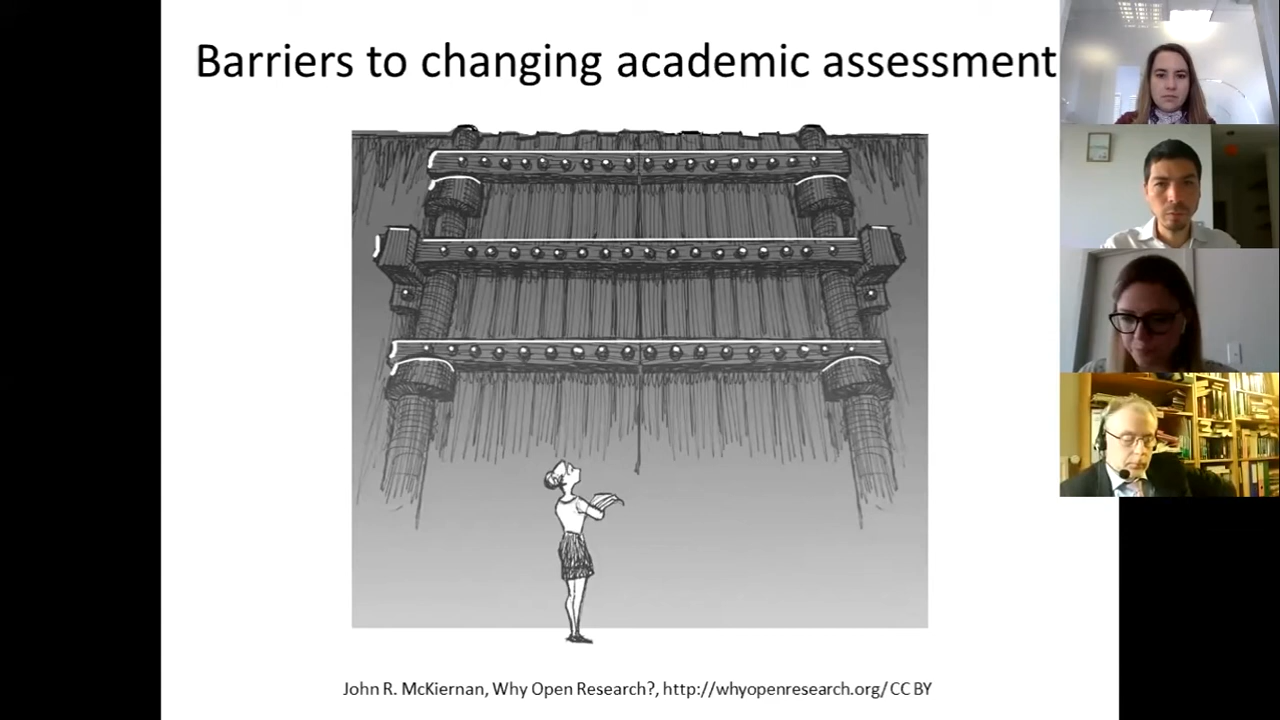 Barriers to changing academic assessment
John R. McKiernan, Why Open Research?, http://whyopenresearch.org/ CC BY